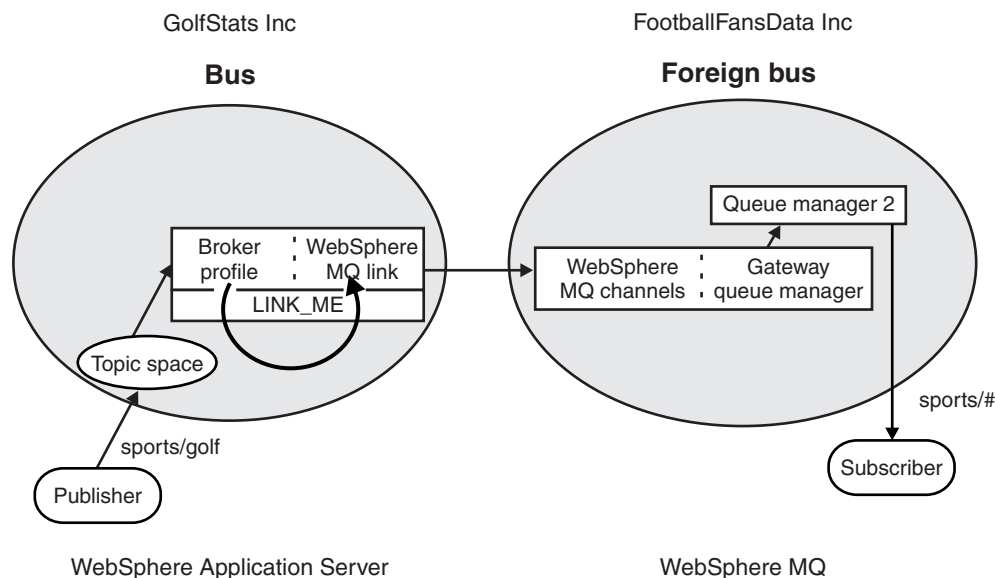 GolfStats Inc
FootballFansData Inc
Bus
Foreign bus
Queue manager 2
Broker
profile
WebSphere
MQ link
LINK_ME
WebSphere
MQ channels
Gateway
queue manager
Topic space
sports/golf
sports/#
Publisher
Subscriber
WebSphere Application Server
WebSphere MQ